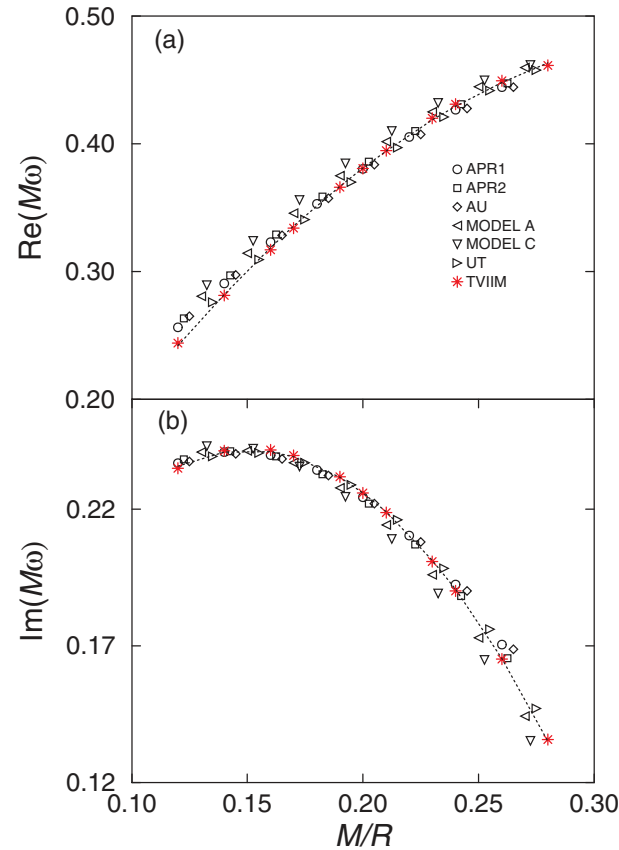 (a)
0.50
0.40
0.30
0.20
Re(Mω)
APR1
APR2
AU
MODEL A
MODEL C
UT
TVIIM
(b)
0.22
0.17
0.12
Im(Mω)
0.10 0.15 0.20 0.25 0.30
M/R